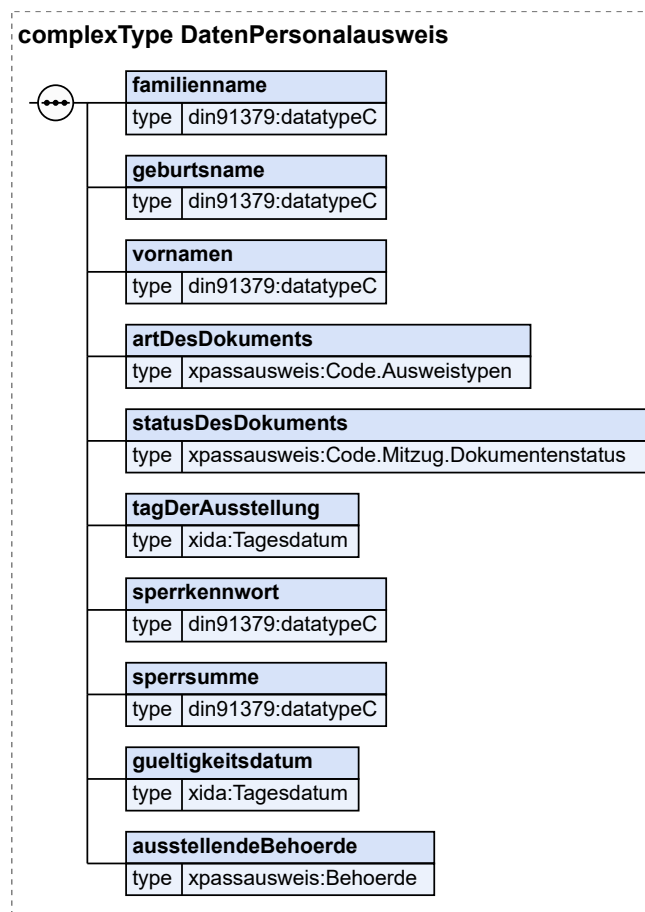 complexType DatenPersonalausweis
familienname
type din91379:datatypeC
geburtsname
type din91379:datatypeC
vornamen
type din91379:datatypeC
artDesDokuments
type xpassausweis:Code.Ausweistypen
statusDesDokuments
type xpassausweis:Code.Mitzug.Dokumentenstatus
tagDerAusstellung
type xida:Tagesdatum
sperrkennwort
type din91379:datatypeC
sperrsumme
type din91379:datatypeC
gueltigkeitsdatum
type xida:Tagesdatum
ausstellendeBehoerde
type xpassausweis:Behoerde